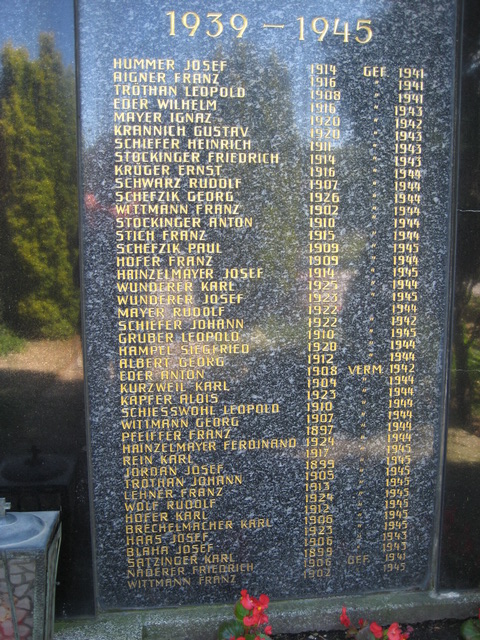 1939 – 1945
HUMMER JOSEF 1914 GEF. 1941
AIGNER FRANZ 1916 " 1941
TROTHAN LEOPOLD 1908 " 1941
EDER WILHELM 1916 " 1943
MAYER IGNAZ 1920 " 1942
KRANNICH GUSTAV 1920 " 1943
SCHIEFER HEINRICH 1911 " 1943
STOCKINGER FRIEDRICH 1914 " 1943
KRÜGER ERNST 1916 " 1944
SCHWARZ RUDOLF 1907 " 1944
SCHEFZIK GEORG 1926 " 1944
WITTMANN FRANZ 1902 " 1944
STOCKINGER ANTON 1910 " 1944
STICH FRANZ 1915 " 1944
SCHEFZIK PAUL 1909 " 1944
HOFER FRANZ 1909 " 1945
HAINZELMAYER JOSEF 1914 " 1945
WUNDERER KARL 1925 " 1944
WUNDERER JOSEF 1923 " 1945
MAYER RUDOLF 1922 " 1944
SCHIEFER JOHANN 1922 " 1942
GRUBER LEOPOLD 1910 " 1945
HAMPEL SIEGFRIED 1920 " 1944
ALBERT GEORG 1912 " 1944
EDER ANTON 1908 VERM. 1942
KURZWEIL KARL 1904 " 1944
KAPFER ALOIS 1923 " 1944
SCHIESSWOHL LEOPOLD 1910 " 1944
WITTMANN GEORG 1907 " 1944
PFEIFFER FRANZ 1897 " 1944
HAINZELMAYER FERDINAND 1924 " 1944
REIN KARL 1917 " 1945
JORDAN JOSEF 1899 " 1945
TROTHAN JOHANN 1905 " 1945
LEHNER FRANZ 1913 " 1945
WOLF RUDOLF 1924 " 1945
HOFER KARL 1912 " 1945
BRECHELMACHER KARL 1906 " 1945
HAAS JOSEF 1923 " 1945
BLAHA JOSEF 1906 " 1943
SATZINGER KARL 1899 " 1943
NADERER FRIEDRICH 1906 GEF. 1941
WITTMANN FRANZ 1902 " 1945